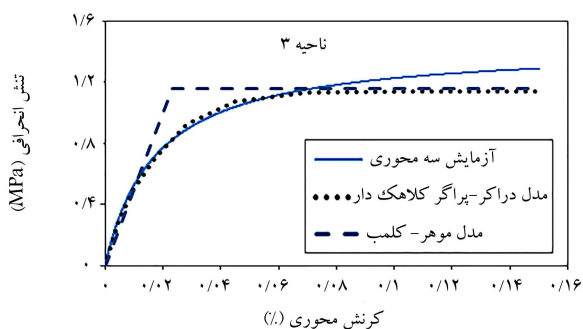 ناحیه ۳
تنش انحرافی (MPa)
۱/۶
۱/۲
۰/۸
۰/۴
۰
آزمایش سه محوری
مدل دراکر-پراگر کلاهک دار
مدل موهر- کلمب
۰ ۰/۰۲ ۰/۰۴ ۰/۰۶ ۰/۰۸ ۰/۱ ۰/۱۲ ۰/۱۴ ۰/۱۶
کرنش محوری (٪)